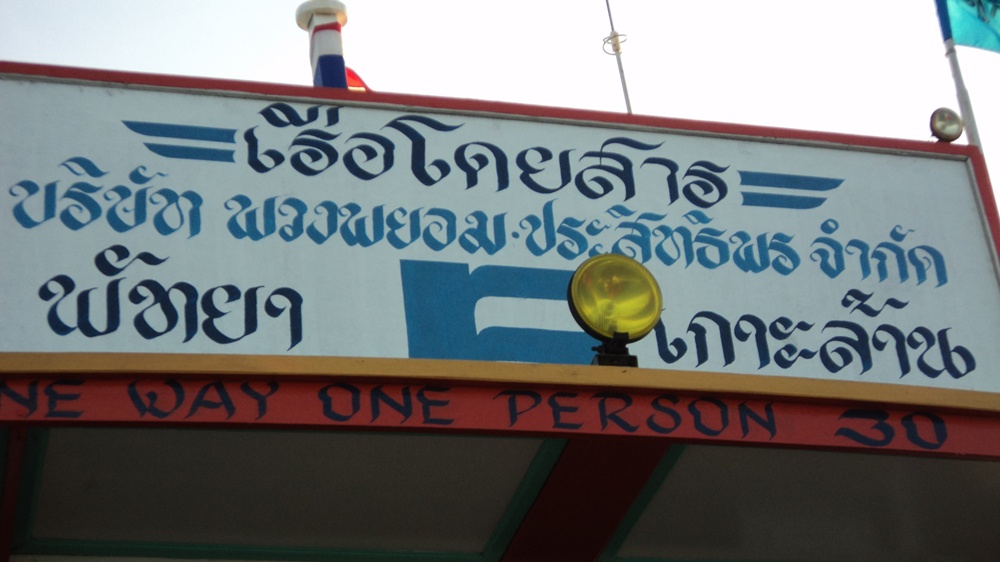 เรือโดยสาร
บริษัท พวงพยอม·ประสิทธิพร จำกัด
พัทยา เกาะล้าน
ONE WAY ONE PERSON 30